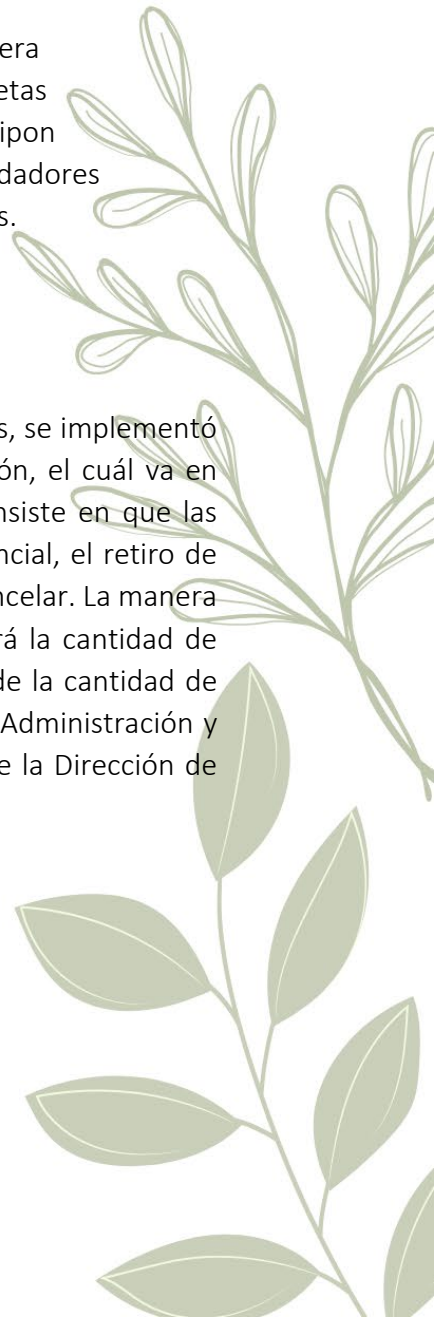 era
etas
ipon
dadores
s.
s, se implementó
ón, el cuál va en
nsiste en que las
ncial, el retiro de
ncelar. La manera
rá la cantidad de
de la cantidad de
Administración y
e la Dirección de